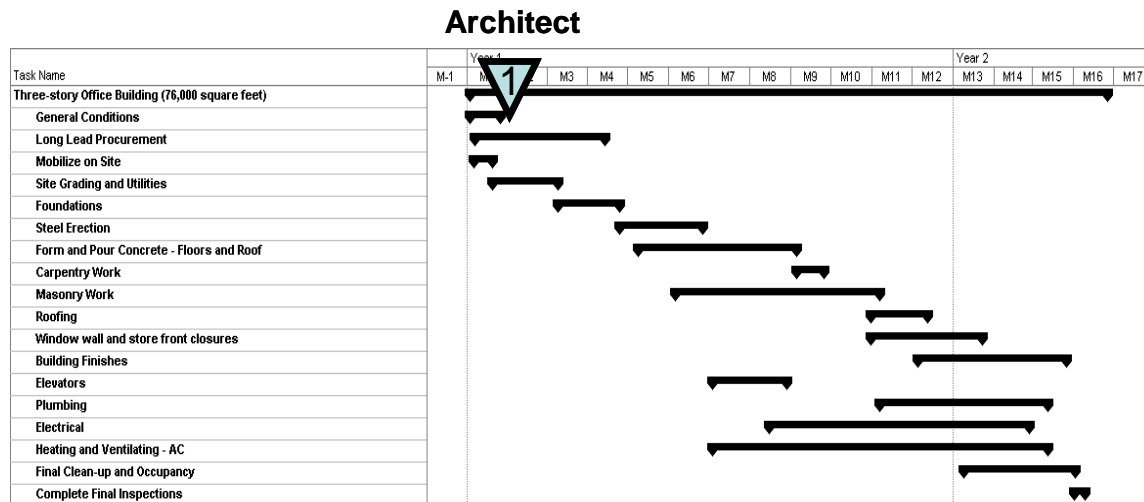 Architect
Year 1 Year 2
Task Name M-1 M3 M4 M5 M6 M7 M8 M9 M10 M11 M12 M13 M14 M15 M16 M17
1
Three-story Office Building (76,000 square feet)
General Conditions
Long Lead Procurement
Mobilize on Site
Site Grading and Utilities
Foundations
Steel Erection
Form and Pour Concrete - Floors and Roof
Carpentry Work
Masonry Work
Roofing
Window wall and store front closures
Building Finishes
Elevators
Plumbing
Electrical
Heating and Ventilating - AC
Final Clean-up and Occupancy
Complete Final Inspections